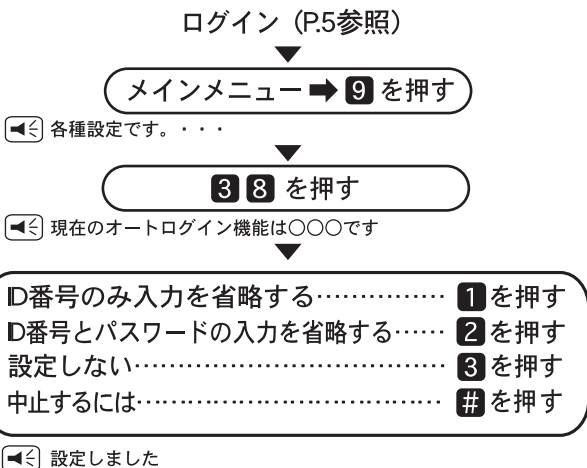 ログイン（P.5参照）
メインメニュー➡9を押す
各種設定です。・・・
38を押す
現在のオートログイン機能は〇〇〇です
ID番号のみ入力を省略する‥‥‥‥‥‥‥ 1を押す
ID番号とパスワードの入力を省略する‥‥‥ 2を押す
設定しない‥‥‥‥‥‥‥‥‥‥‥‥‥‥‥‥ 3を押す
中止するには‥‥‥‥‥‥‥‥‥‥‥‥‥‥‥ #を押す
設定しました